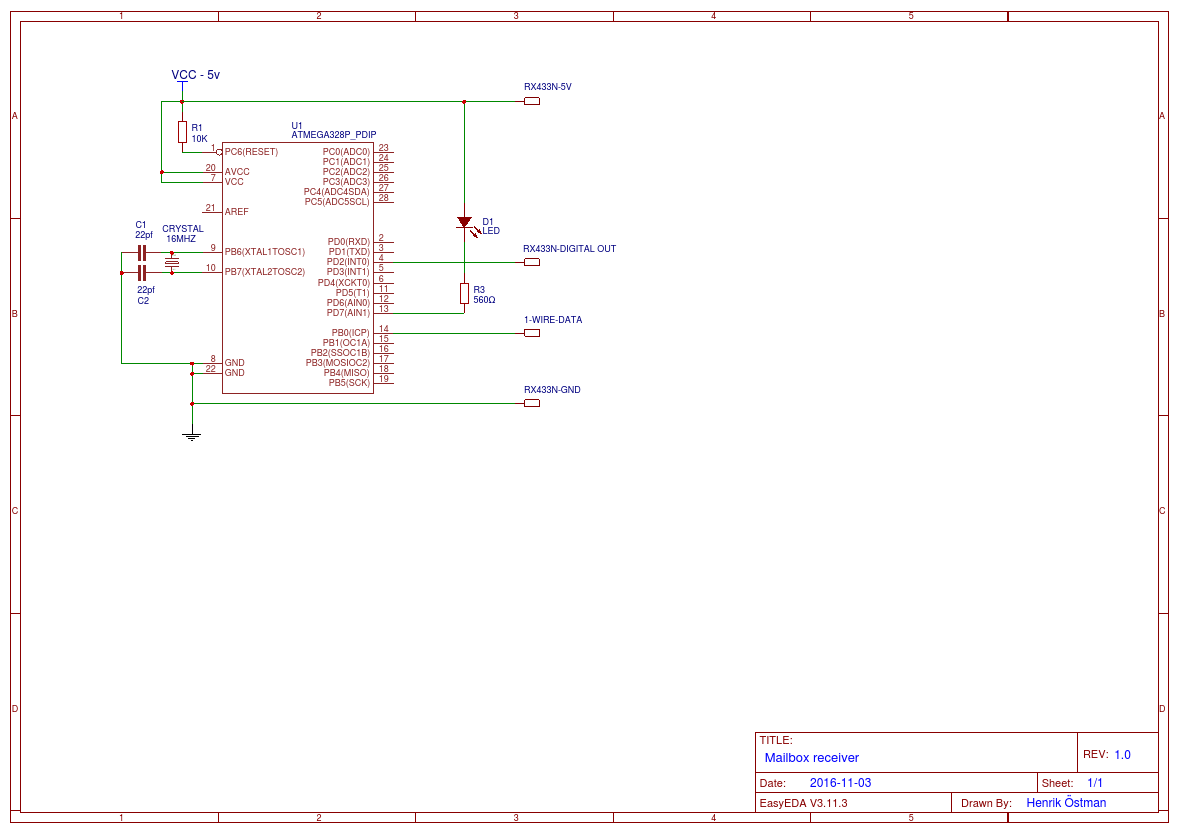 1 2 3 4 5
VCC - 5v
RX433N-5V
A A
R1
10K
U1
ATMEGA328P_PDIP
1 PC6(RESET) PC0(ADC0) 23
PC1(ADC1) 24
20 AVCC PC2(ADC2) 25
7 VCC PC3(ADC3) 26
PC4(ADC4SDA) 27
PC5(ADC5SCL) 28
21 AREF
C1
22pf
CRYSTAL
16MHZ
D1
LED
PD0(RXD) 2
RX433N-DIGITAL OUT
9 PB6(XTAL1TOSC1) PD1(TXD) 3
PD2(INT0) 4
10 PB7(XTAL2TOSC2) PD3(INT1) 5
PD4(XCKT0) 6
22pf
C2
PD5(T1) 11
R3
560Ω
PD6(AIN0) 12
PD7(AIN1) 13
B B
1-WIRE-DATA
PB0(ICP) 14
PB1(OC1A) 15
PB2(SSOC1B) 16
8 GND PB3(MOSIOC2) 17
22 GND PB4(MISO) 18
PB5(SCK) 19
RX433N-GND
C C
D D
TITLE:
Mailbox receiver
REV: 1.0
Date: 2016-11-03 Sheet: 1/1
EasyEDA V3.11.3 Drawn By: Henrik Östman
1 2 3 4 5